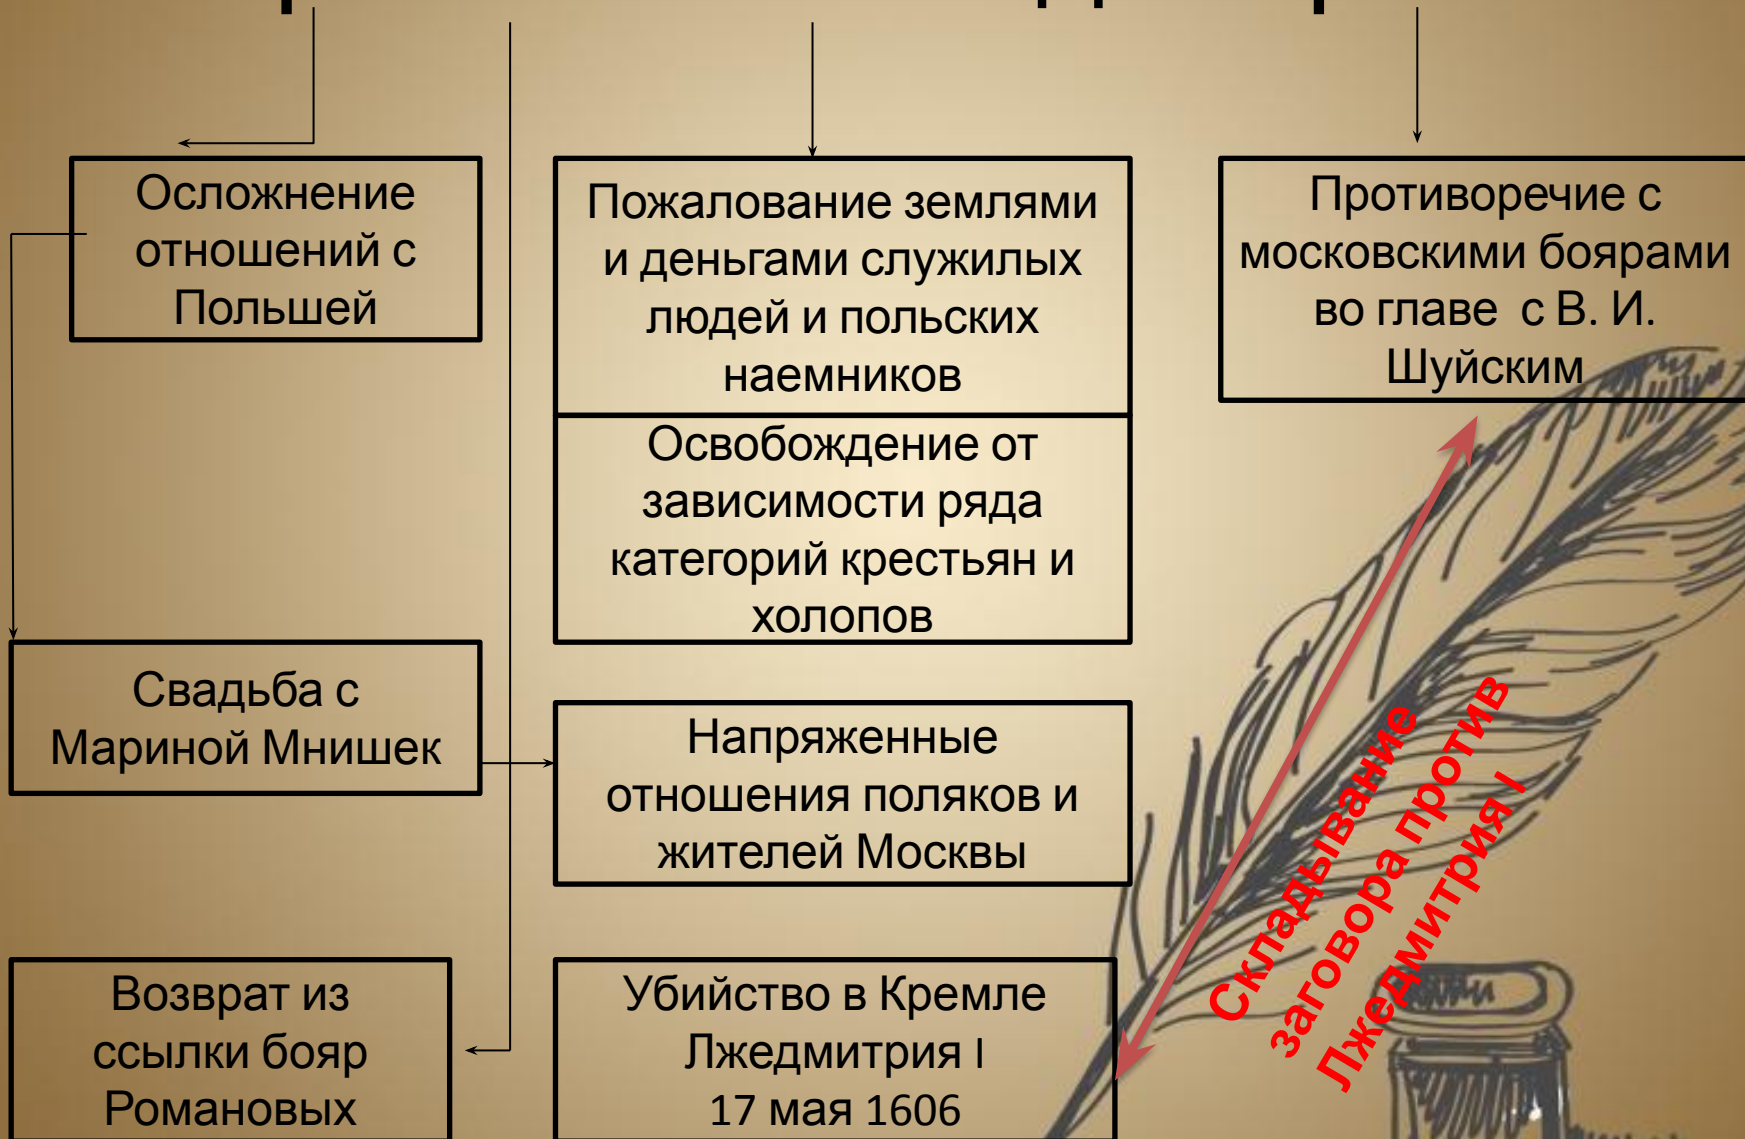 Осложнение
отношений с
Польшей
Пожалование землями
и деньгами служилых
людей и польских
наемников
Освобождение от
зависимости ряда
категорий крестьян и
холопов
Противоречие с
московскими боярами
во главе с В. И.
Шуйским
Свадьба с
Мариной Мнишек
Напряженные
отношения поляков и
жителей Москвы
Складывание
заговора против
Лжедмитрия I
Возврат из
ссылки бояр
Романовых
Убийство в Кремле
Лжедмитрия I
17 мая 1606